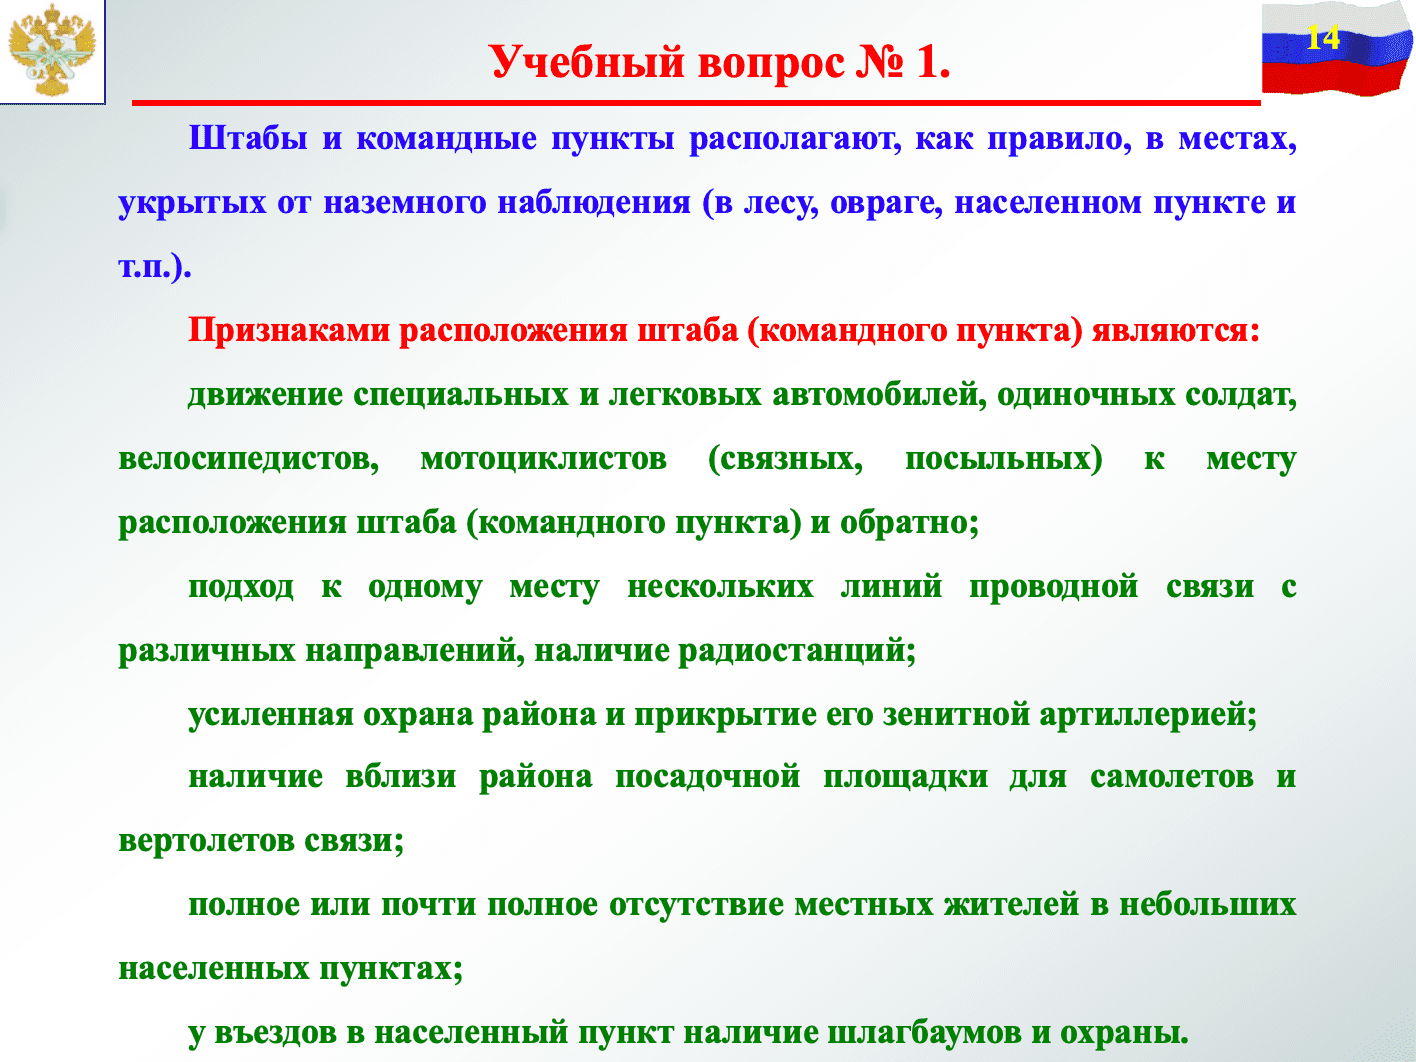 14
Учебный вопрос № 1.
Штабы и командные пункты располагают, как правило, в местах,
укрытых от наземного наблюдения (в лесу, овраге, населенном пункте и
т.п.).
Признаками расположения штаба (командного пункта) являются:
движение специальных и легковых автомобилей, одиночных солдат,
велосипедистов, мотоциклистов (связных, посыльных) к месту
расположения штаба (командного пункта) и обратно;
подход к одному месту нескольких линий проводной связи с
различных направлений, наличие радиостанций;
усиленная охрана района и прикрытие его зенитной артиллерией;
наличие вблизи района посадочной площадки для самолетов и
вертолетов связи;
полное или почти полное отсутствие местных жителей в небольших
населенных пунктах;
у въездов в населенный пункт наличие шлагбаумов и охраны.